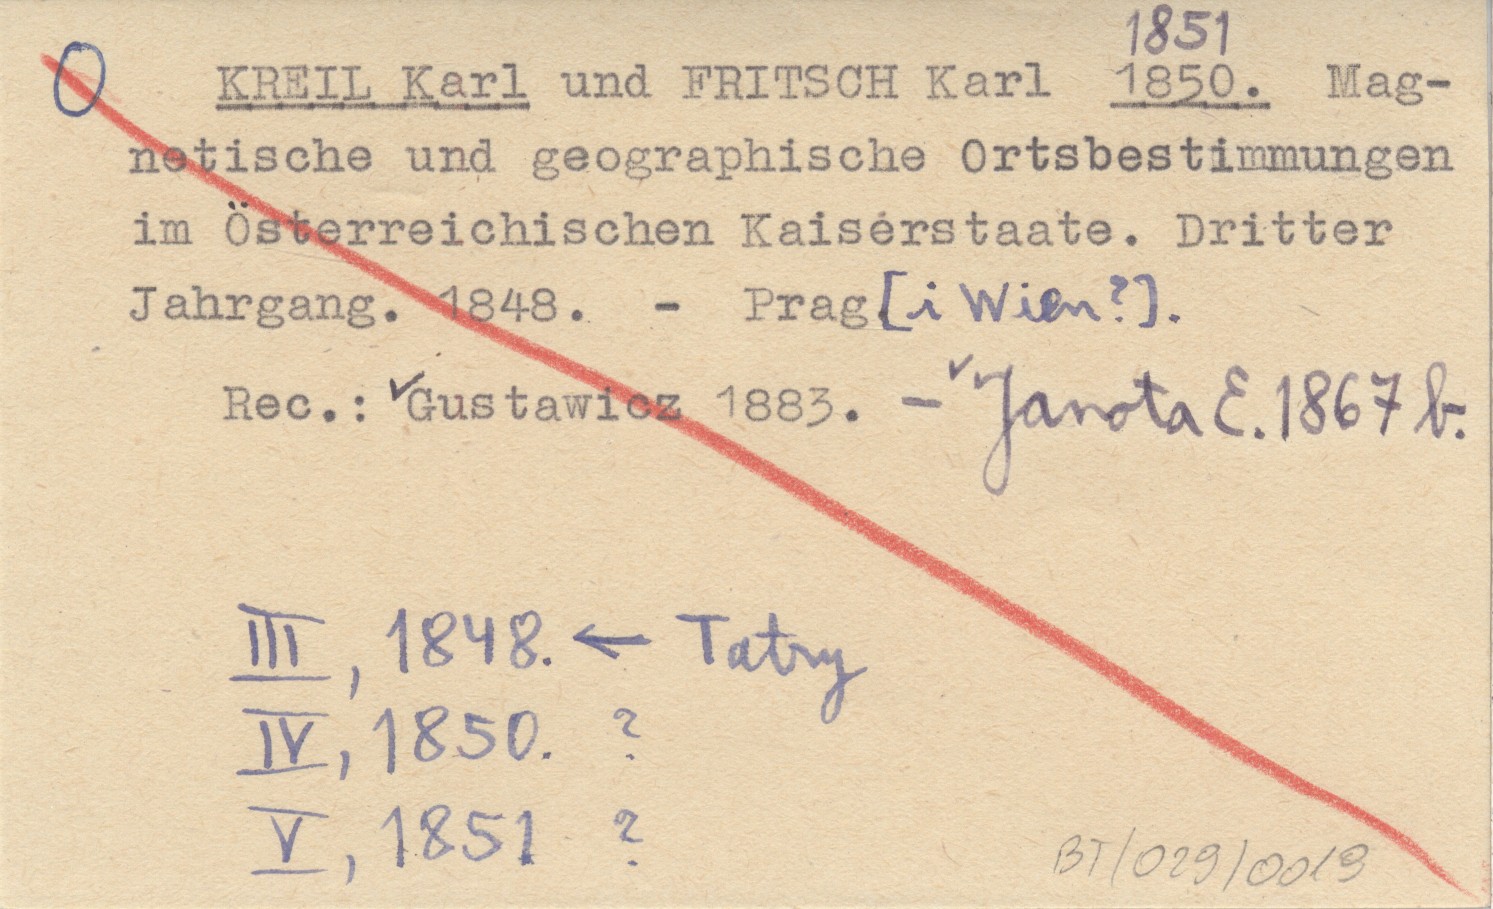 1851
KREIL Karl und FRITSCH Karl 1850. Mag-
netische und geographische Ortsbestimmungen
im Österreichischen Kaiserstaate. Dritter
Jahrgang. 1848. - Prag [i Wien?].
Rec.: ✓Gustawicz 1883. - ✓Janota E. 1867 b.
III, 1848. ← Tatry
IV, 1850. ?
V, 1851 ?
BT/029/0019